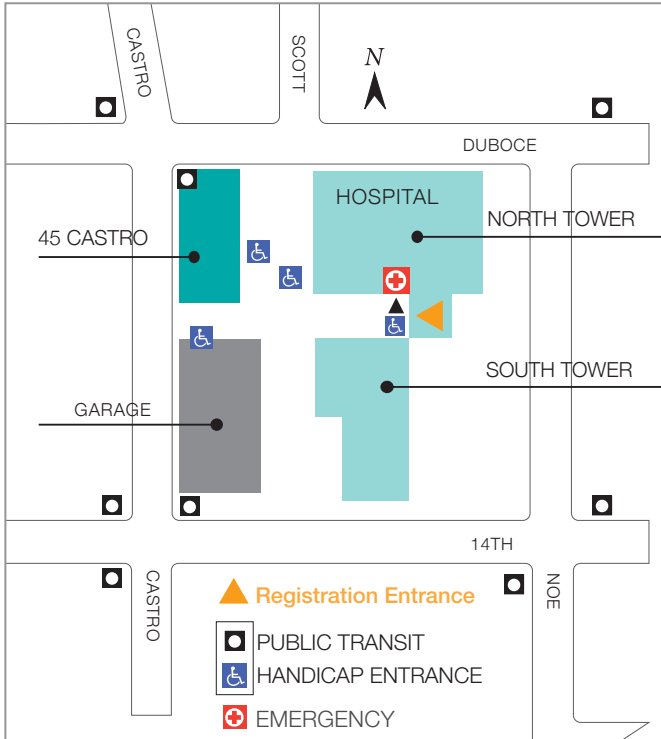 CASTRO
SCOTT
N
DUBOCE
HOSPITAL
NORTH TOWER
45 CASTRO
SOUTH TOWER
GARAGE
14TH
CASTRO
NOE
Registration Entrance
PUBLIC TRANSIT
HANDICAP ENTRANCE
EMERGENCY